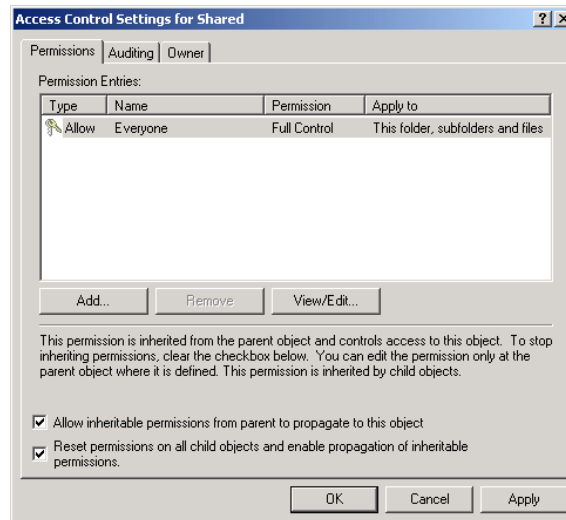 Access Control Settings for Shared
Permissions Auditing Owner
Permission Entries:
Type Name Permission Apply to
Allow Everyone Full Control This folder, subfolders and files
Add... Remove View/Edit...
This permission is inherited from the parent object and controls access to this object. To stop
inheriting permissions, clear the checkbox below. You can edit the permission only at the
parent object where it is defined. This permission is inherited by child objects.
Allow inheritable permissions from parent to propagate to this object
Reset permissions on all child objects and enable propagation of inheritable
permissions.
OK Cancel Apply